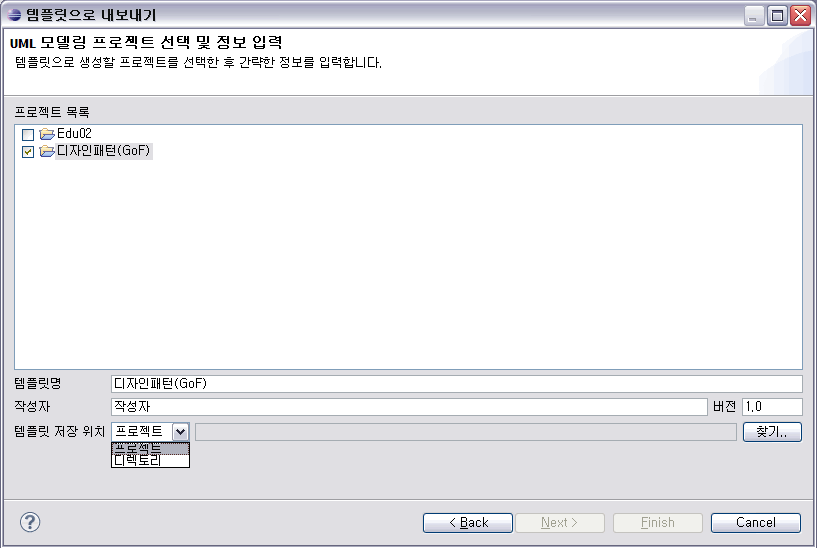 템플릿으로 내보내기
UML 모델링 프로젝트 선택 및 정보 입력
템플릿으로 생성할 프로젝트를 선택한 후 간략한 정보를 입력합니다.
프로젝트 목록
Edu02
디자인패턴(GoF)
템플릿명 디자인패턴(GoF)
작성자 작성자 버전 1.0
템플릿 저장 위치 프로젝트 찾기..
프로젝트
디렉토리
? < Back Next > Finish Cancel